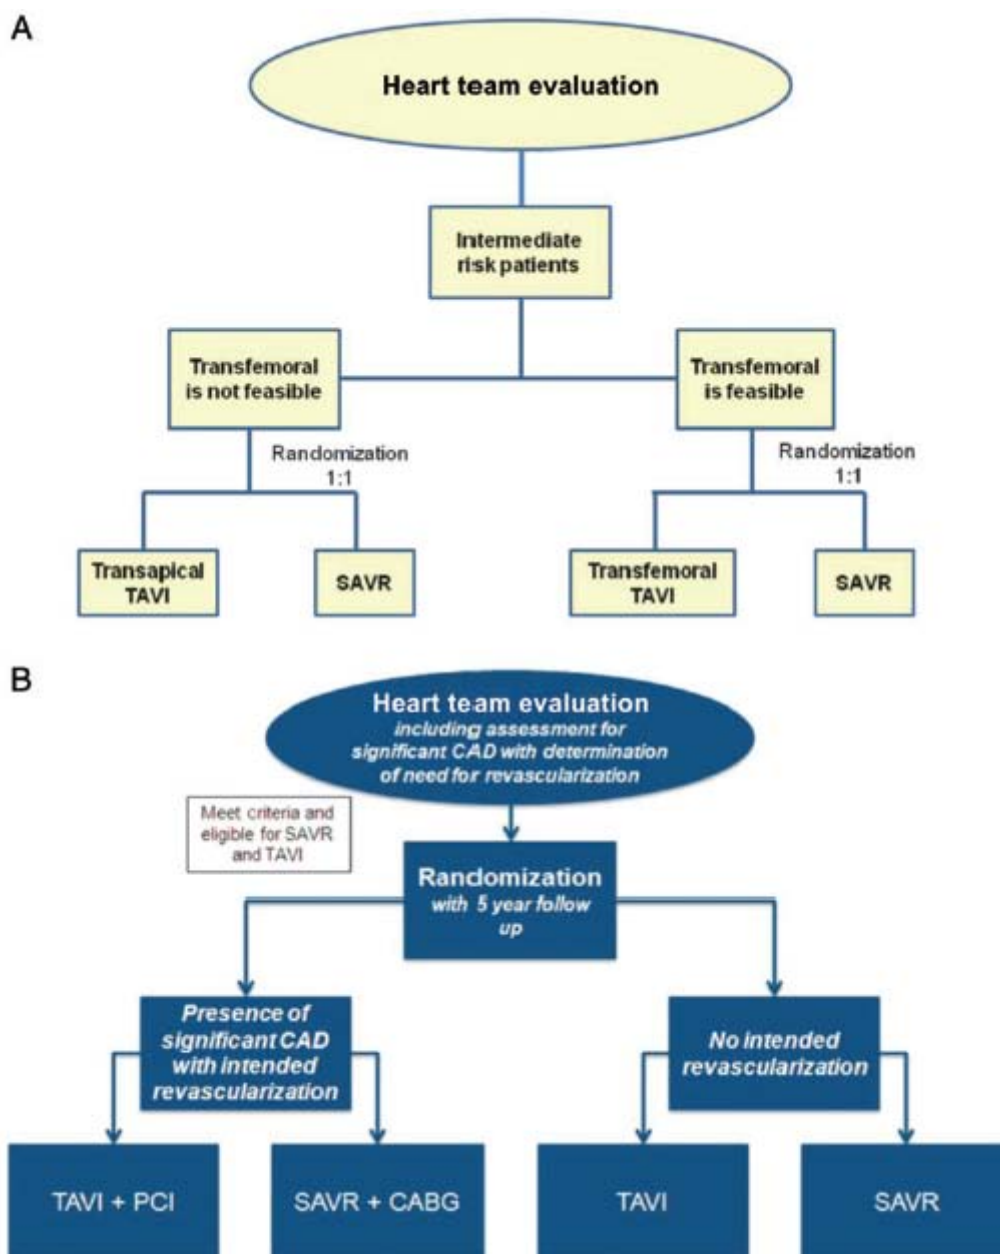 A
Heart team evaluation
Intermediate
risk patients
Transfemoral
is not feasible
Transfemoral
is feasible
Randomization
1:1
Randomization
1:1
Transapical
TAVI
SAVR
Transfemoral
TAVI
SAVR
B
Heart team evaluation
including assessment for
significant CAD with determination
of need for revascularization
Meet criteria and
eligible for SAVR
and TAVI
Randomization
with 5 year follow
up
Presence of
significant CAD
with intended
revascularization
No intended
revascularization
TAVI + PCI
SAVR + CABG
TAVI
SAVR